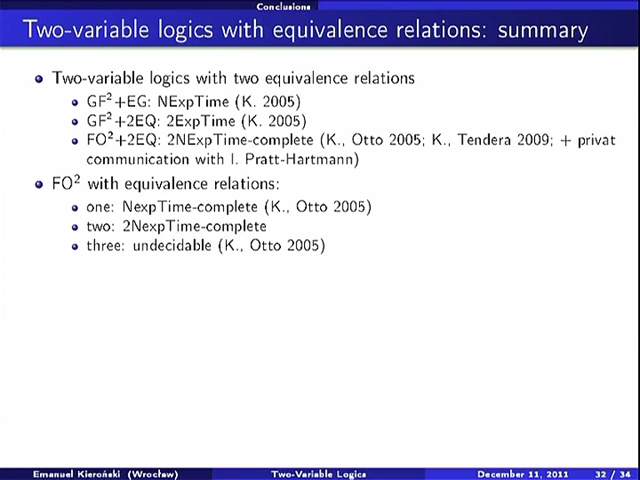 Conclusions
Two-variable logics with equivalence relations: summary
Two-variable logics with two equivalence relations
GF²+EG: NExpTime (K. 2005)
GF²+2EQ: 2ExpTime (K. 2005)
FO²+2EQ: 2NExpTime-complete (K., Otto 2005; K., Tendera 2009; + privat
communication with I. Pratt-Hartmann)
FO² with equivalence relations:
one: NexpTime-complete (K., Otto 2005)
two: 2NexpTime-complete
three: undecidable (K., Otto 2005)
Emanuel Kieroński (Wrocław) Two-Variable Logics December 11, 2011 32 / 34